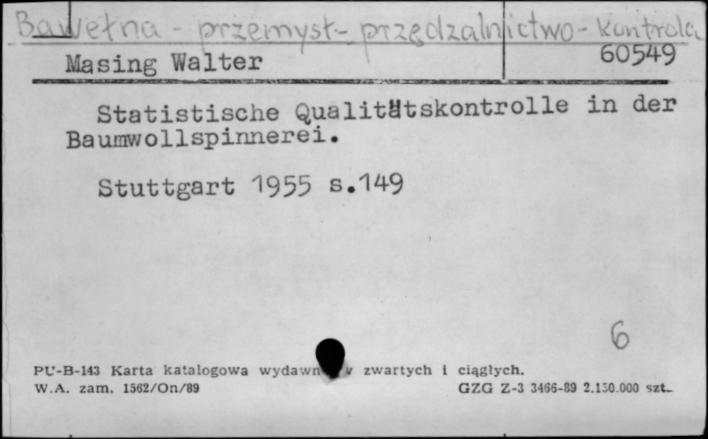 Bawełna - przemysł - przędzalnictwo - kontrola
Masing Walter 60549
Statistische Qualitätskontrolle in der
Baumwollspinnerei.
Stuttgart 1955 s.149
6
PU-B-143 Karta katalogowa wydawn w zwartych i ciągłych.
W.A. zam. 1562/On/89 GZG Z-3 3466-89 2.150.000 szt.